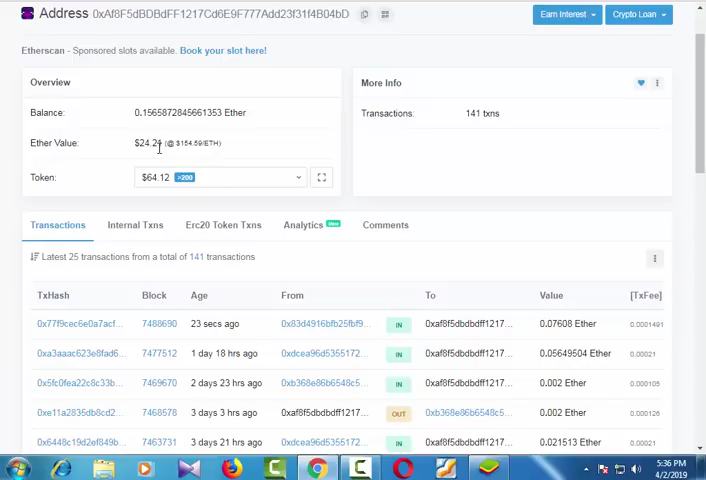 Address 0xAf8F5dBDBdFF1217Cd6E9F777Add23f31f4B04bD
Earn Interest
Crypto Loan
Etherscan - Sponsored slots available. Book your slot here!
Overview
More Info
Balance: 0.1565872845661353 Ether
Transactions: 141 txns
Ether Value: $24.21 (@ $154.59/ETH)
Token: $64.12 >200
Transactions Internal Txns Erc20 Token Txns Analytics New Comments
Latest 25 transactions from a total of 141 transactions
TxHash Block Age From To Value [TxFee]
0x77f9cec6e0a7acf... 7488690 23 secs ago 0x83d4916bfb25fbf9... IN 0xaf8f5dbdbdff1217... 0.07608 Ether 0.0001491
0xa3aaac623e8fad6... 7477512 1 day 18 hrs ago 0xdcea96d5355172... IN 0xaf8f5dbdbdff1217... 0.05649504 Ether 0.00021
0x5fc0fea22c8c33b... 7469670 2 days 23 hrs ago 0xb368e86b6548c5... IN 0xaf8f5dbdbdff1217... 0.002 Ether 0.000105
0xe11a2835db8cd2... 7468578 3 days 3 hrs ago 0xaf8f5dbdbdff1217... OUT 0xb368e86b6548c5... 0.002 Ether 0.000126
0x6448c19d2ef849b... 7463731 3 days 21 hrs ago 0xdcea96d5355172... IN 0xaf8f5dbdbdff1217... 0.021513 Ether 0.00021
5:36 PM
4/2/2019